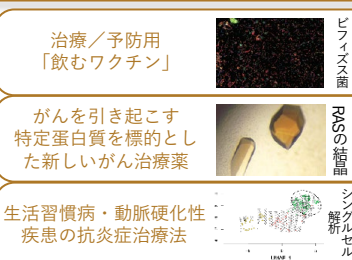 治療／予防用
「飲むワクチン」
ビフィズス菌
がんを引き起こす
特定蛋白質を標的とし
た新しいがん治療薬
RASの結晶
生活習慣病・動脈硬化性
疾患の抗炎症治療法
シングルセル
解析